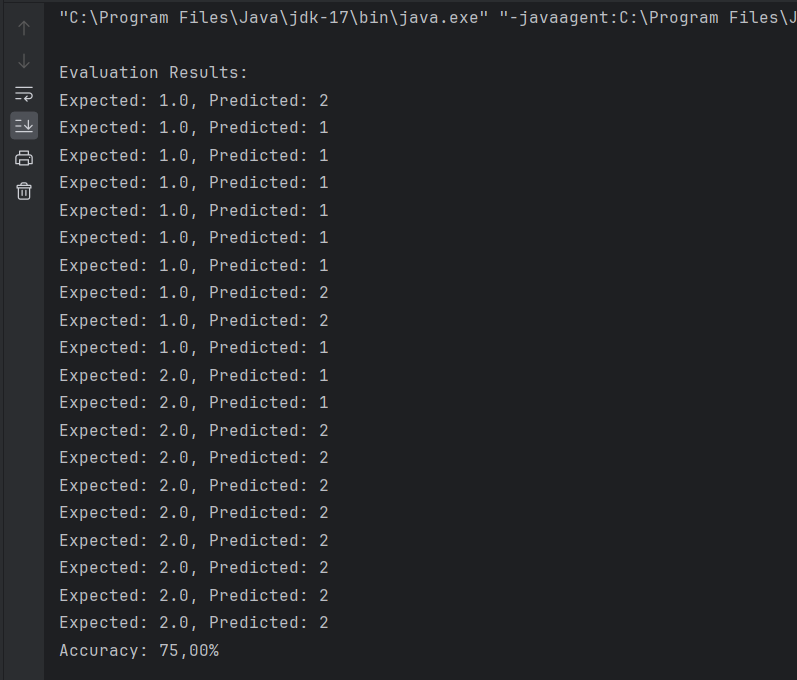 "C:\Program Files\Java\jdk-17\bin\java.exe" "-javaagent:C:\Program Files\J
Evaluation Results:
Expected: 1.0, Predicted: 2
Expected: 1.0, Predicted: 1
Expected: 1.0, Predicted: 1
Expected: 1.0, Predicted: 1
Expected: 1.0, Predicted: 1
Expected: 1.0, Predicted: 1
Expected: 1.0, Predicted: 1
Expected: 1.0, Predicted: 2
Expected: 1.0, Predicted: 2
Expected: 1.0, Predicted: 1
Expected: 2.0, Predicted: 1
Expected: 2.0, Predicted: 1
Expected: 2.0, Predicted: 2
Expected: 2.0, Predicted: 2
Expected: 2.0, Predicted: 2
Expected: 2.0, Predicted: 2
Expected: 2.0, Predicted: 2
Expected: 2.0, Predicted: 2
Expected: 2.0, Predicted: 2
Expected: 2.0, Predicted: 2
Accuracy: 75,00%